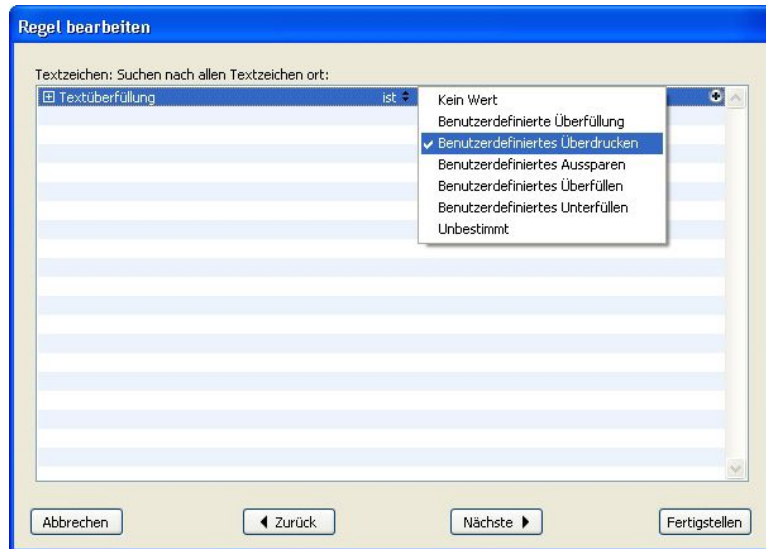 Regel bearbeiten
Textzeichen: Suchen nach allen Textzeichen ort:
Textüberfüllung ist
Kein Wert
Benutzerdefinierte Überfüllung
Benutzerdefiniertes Überdrucken
Benutzerdefiniertes Aussparen
Benutzerdefiniertes Überfüllen
Benutzerdefiniertes Unterfüllen
Unbestimmt
Abbrechen Zurück Nächste Fertigstellen